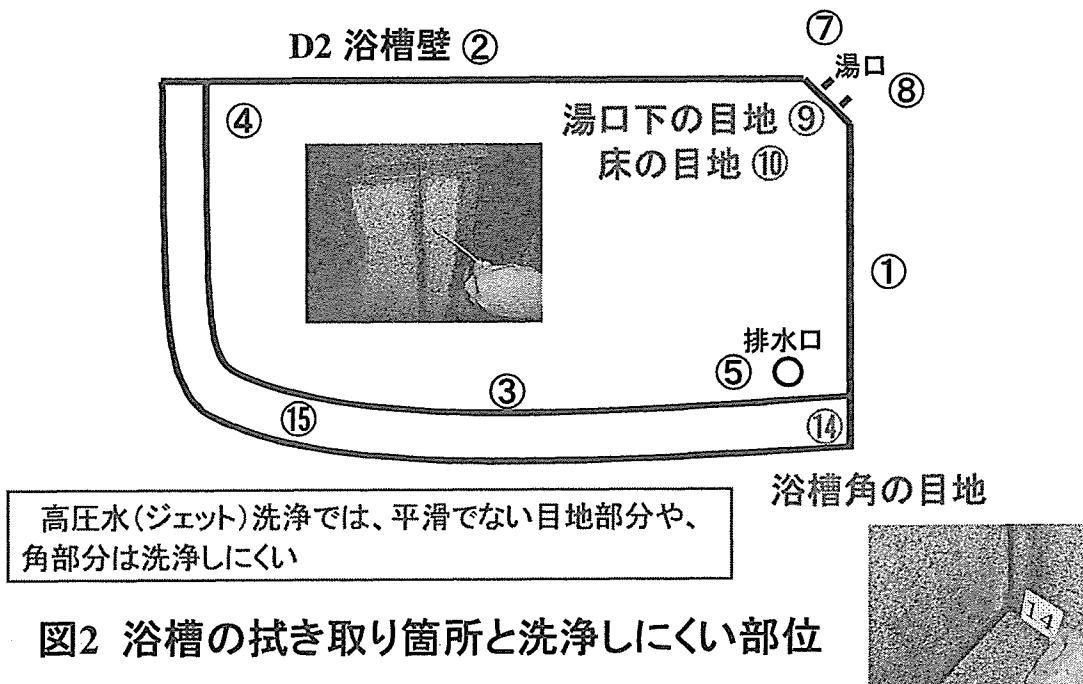 D2 浴槽壁 ②
⑦
湯口
⑧
④
湯口下の目地 ⑨
床の目地 ⑩
①
排水口
⑤
③
⑮
⑭
浴槽角の目地
高圧水(ジェット)洗浄では、平滑でない目地部分や、
角部分は洗浄しにくい
14
図2 浴槽の拭き取り箇所と洗浄しにくい部位